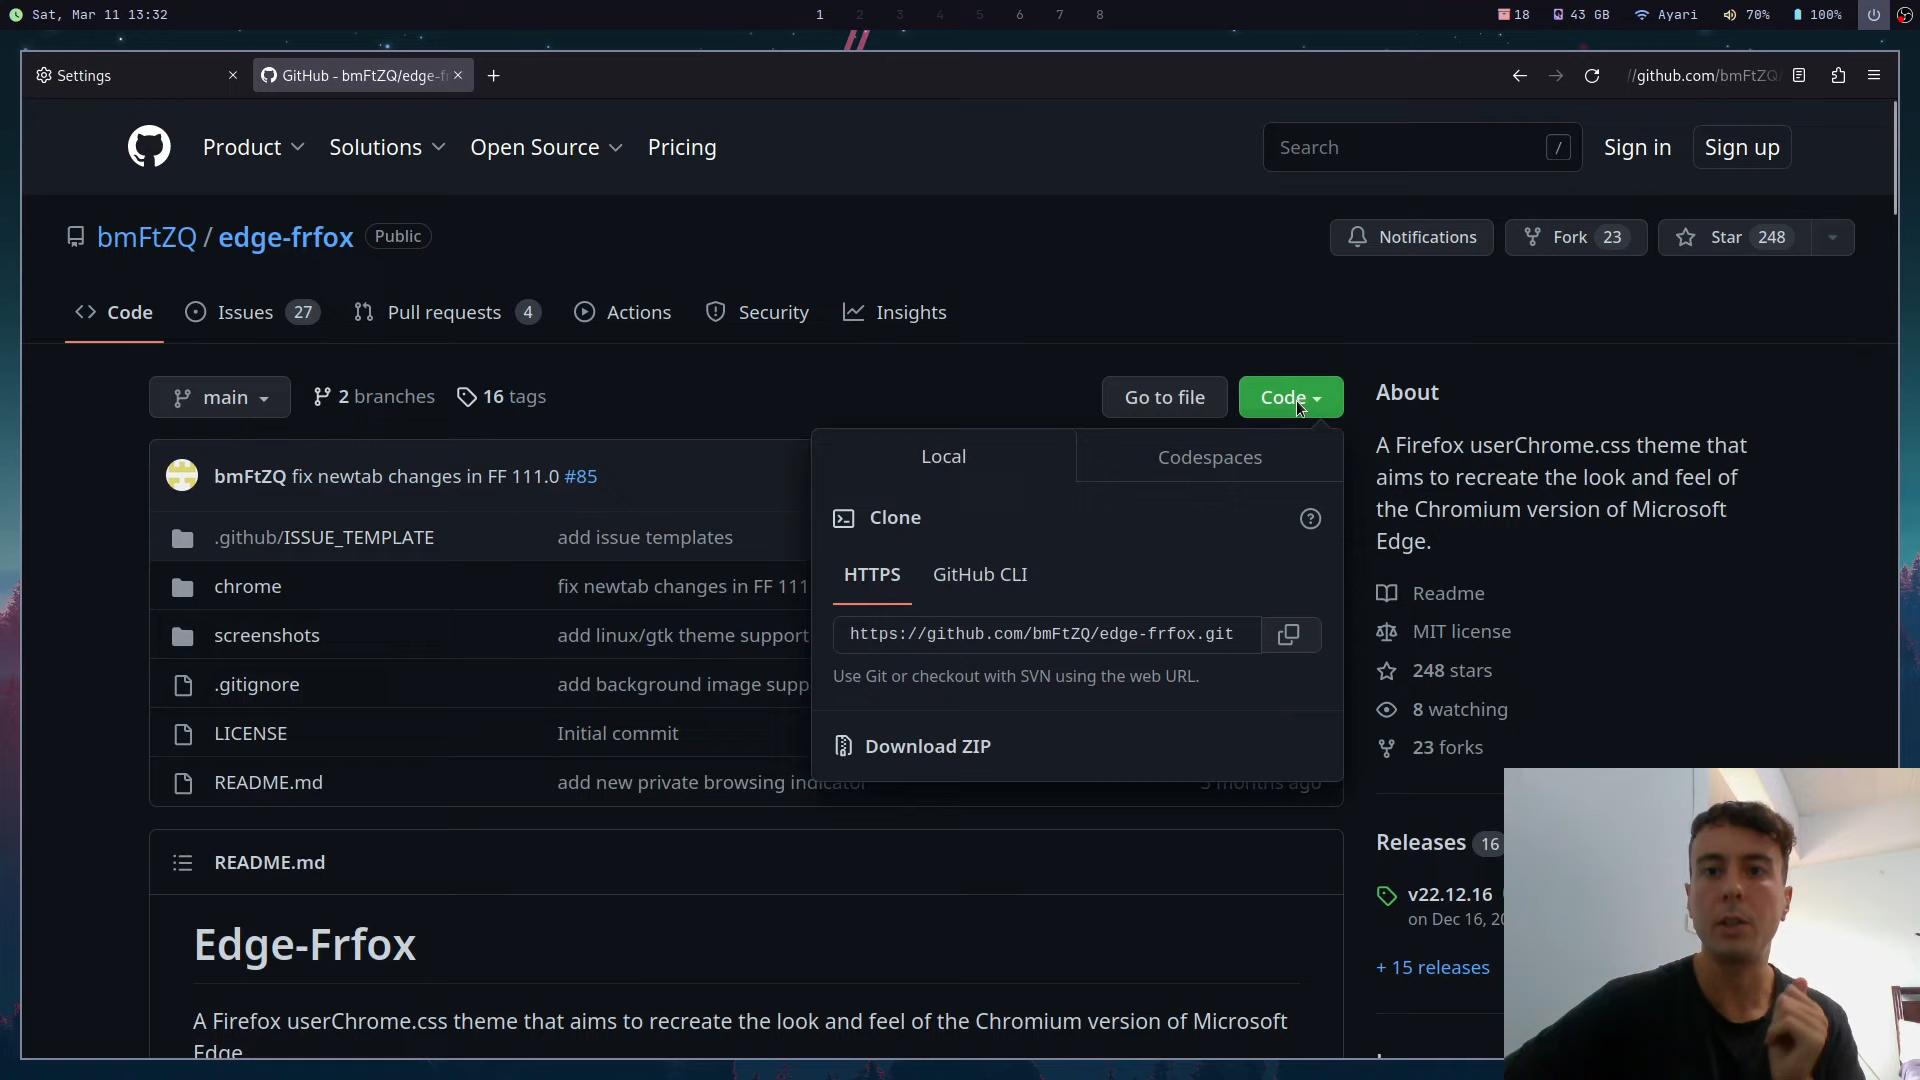 Sat, Mar 11 13:32
1 2 3 4 5 6 7 8
18 43 GB Ayari 70% 100%
Settings
GitHub - bmFtZQ/edge-fr
//github.com/bmFtZQ/
Product Solutions Open Source Pricing
Search /
Sign in
Sign up
bmFtZQ / edge-frfox Public
Notifications
Fork 23
Star 248
Code
Issues 27
Pull requests 4
Actions
Security
Insights
main
2 branches
16 tags
Go to file
Code
bmFtZQ fix newtab changes in FF 111.0 #85
.github/ISSUE_TEMPLATE add issue templates
chrome fix newtab changes in FF 111
screenshots add linux/gtk theme support
.gitignore add background image supp
LICENSE Initial commit
README.md add new private browsing indicator 3 months ago
Local
Codespaces
Clone
HTTPS
GitHub CLI
https://github.com/bmFtZQ/edge-frfox.git
Use Git or checkout with SVN using the web URL.
Download ZIP
About
A Firefox userChrome.css theme that
aims to recreate the look and feel of
the Chromium version of Microsoft
Edge.
Readme
MIT license
248 stars
8 watching
23 forks
Releases 16
v22.12.16
on Dec 16, 20
+ 15 releases
README.md
Edge-Frfox
A Firefox userChrome.css theme that aims to recreate the look and feel of the Chromium version of Microsoft
Edge